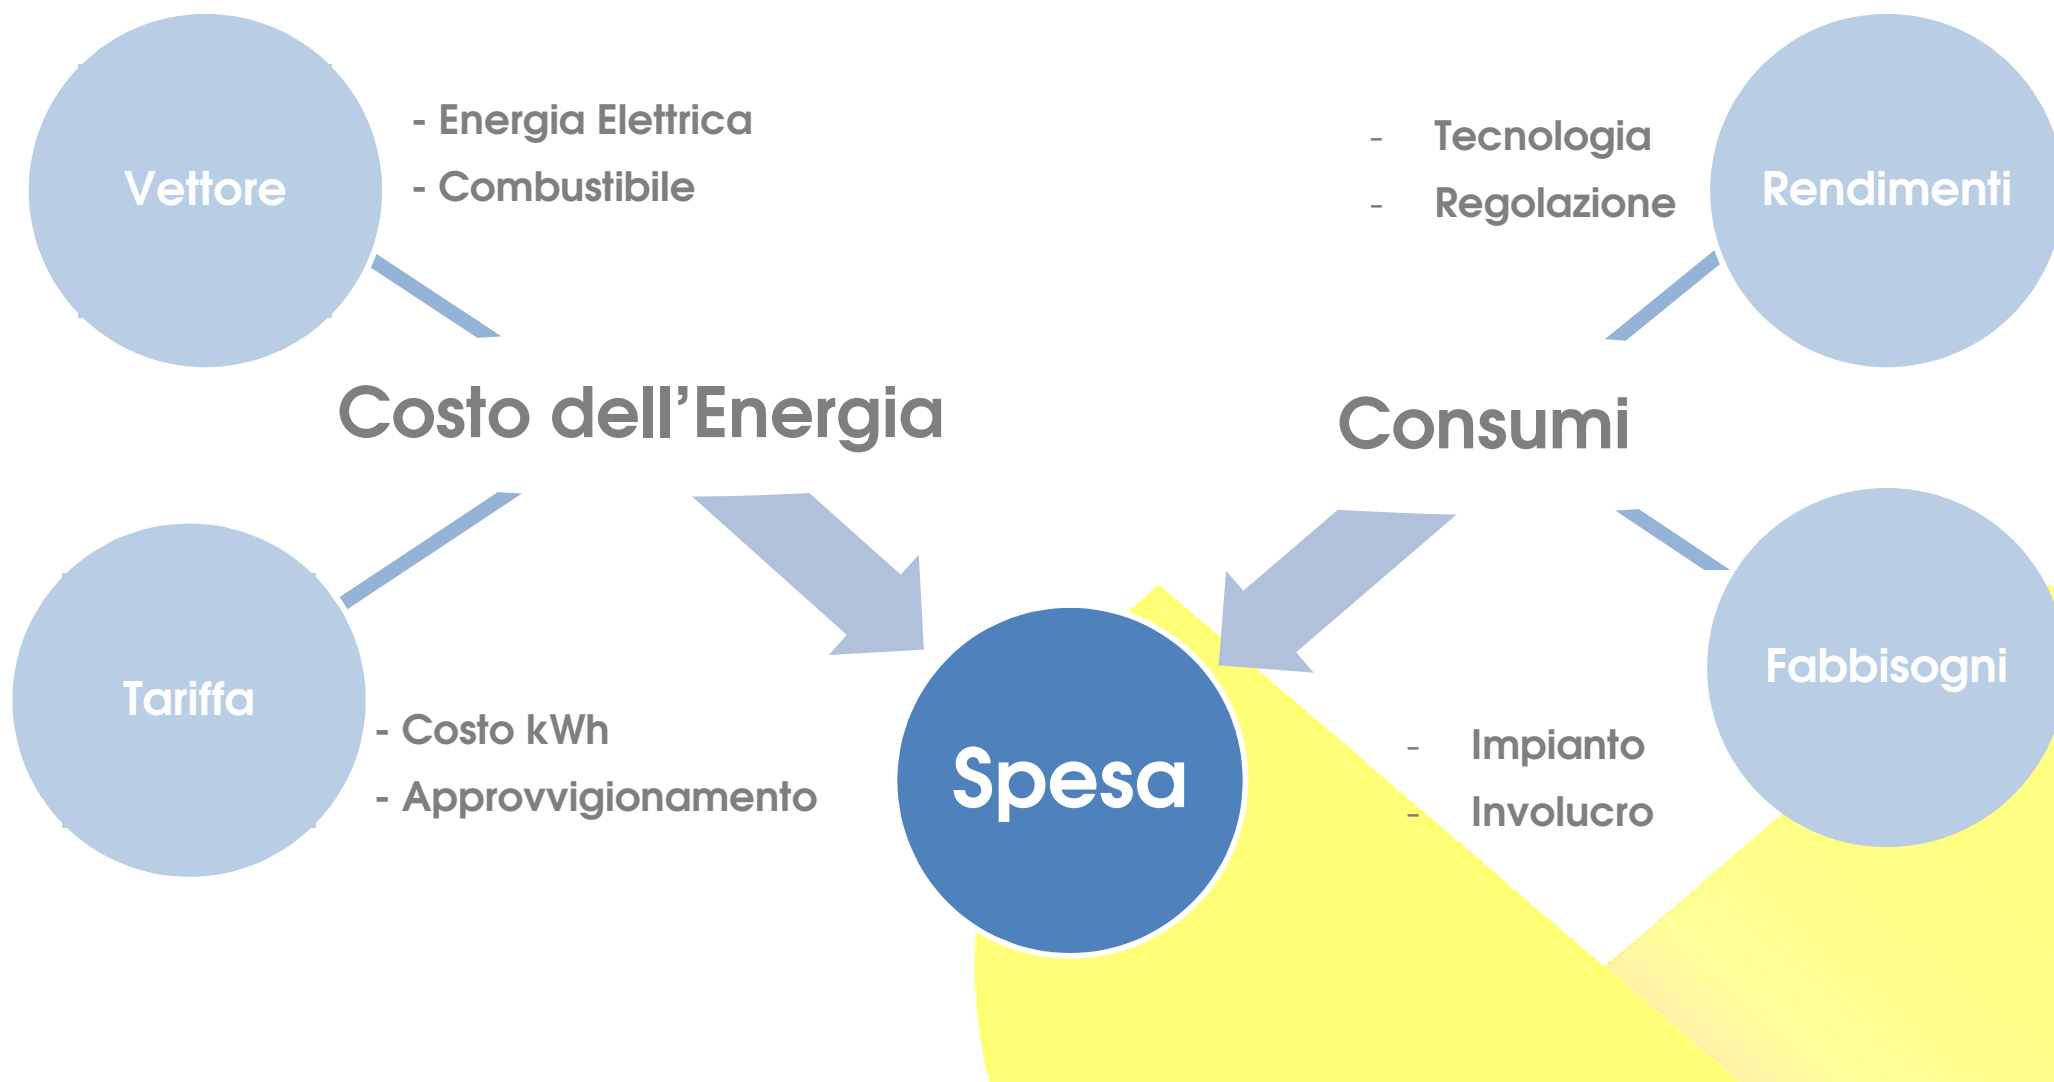 Vettore
- Energia Elettrica
- Combustibile
- Tecnologia
- Regolazione
Rendimenti
Costo dell’Energia
Consumi
Tariffa
- Costo kWh
- Approvvigionamento
Spesa
Fabbisogni
- Impianto
- Involucro